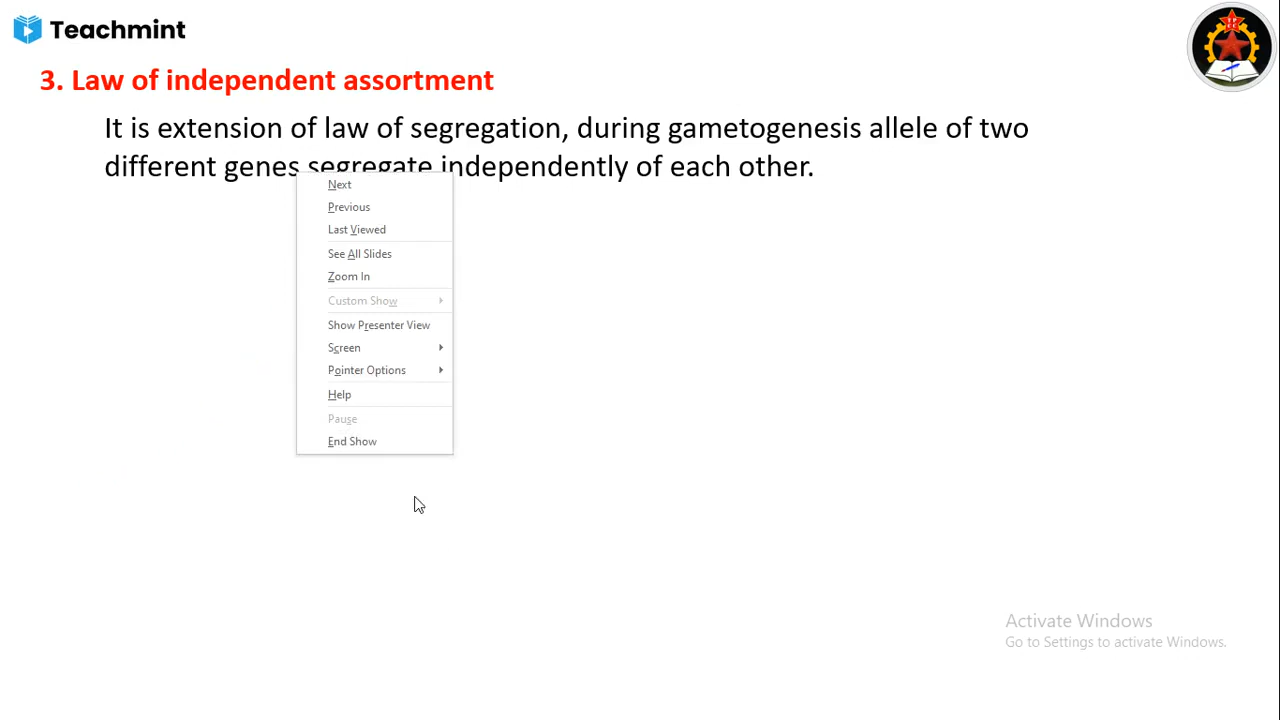 Teachmint
3. Law of independent assortment
It is extension of law of segregation, during gametogenesis allele of two
different genes segregate independently of each other.
Next
Previous
Last Viewed
See All Slides
Zoom In
Custom Show
Show Presenter View
Screen
Pointer Options
Help
Pause
End Show
Activate Windows
Go to Settings to activate Windows.